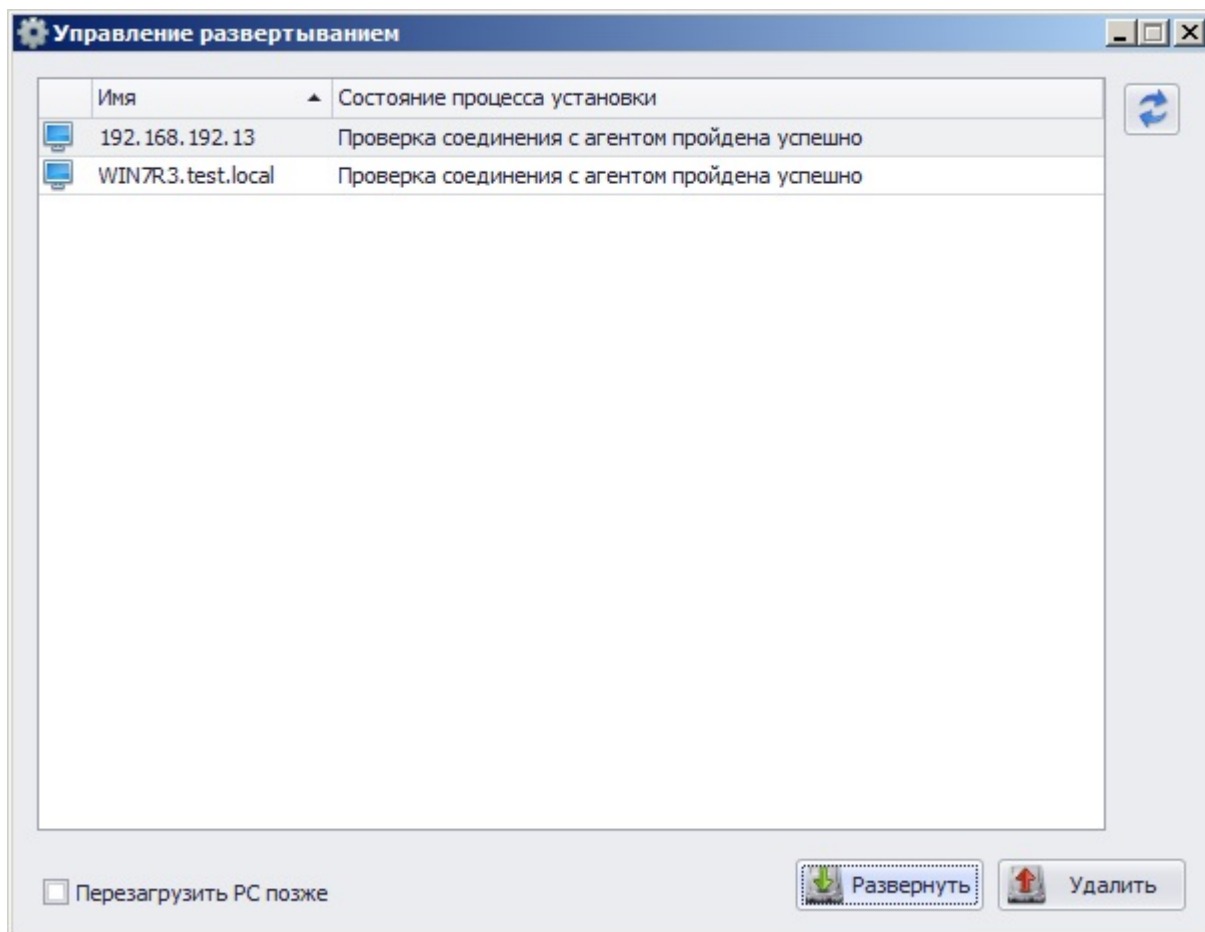 Управление развертыванием
Имя Состояние процесса установки
192.168.192.13 Проверка соединения с агентом пройдена успешно
WIN7R3.test.local Проверка соединения с агентом пройдена успешно
Перезагрузить PC позже Развернуть Удалить